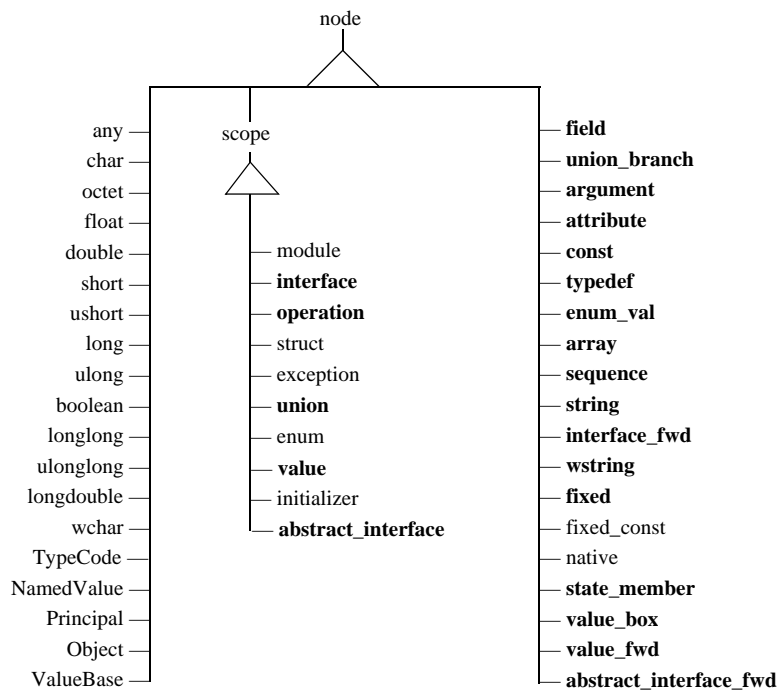 node
scope
any
char
octet
float
double
short
ushort
long
ulong
boolean
longlong
ulonglong
longdouble
wchar
TypeCode
NamedValue
Principal
Object
ValueBase
module
interface
operation
struct
exception
union
enum
value
initializer
abstract_interface
field
union_branch
argument
attribute
const
typedef
enum_val
array
sequence
string
interface_fwd
wstring
fixed
fixed_const
native
state_member
value_box
value_fwd
abstract_interface_fwd